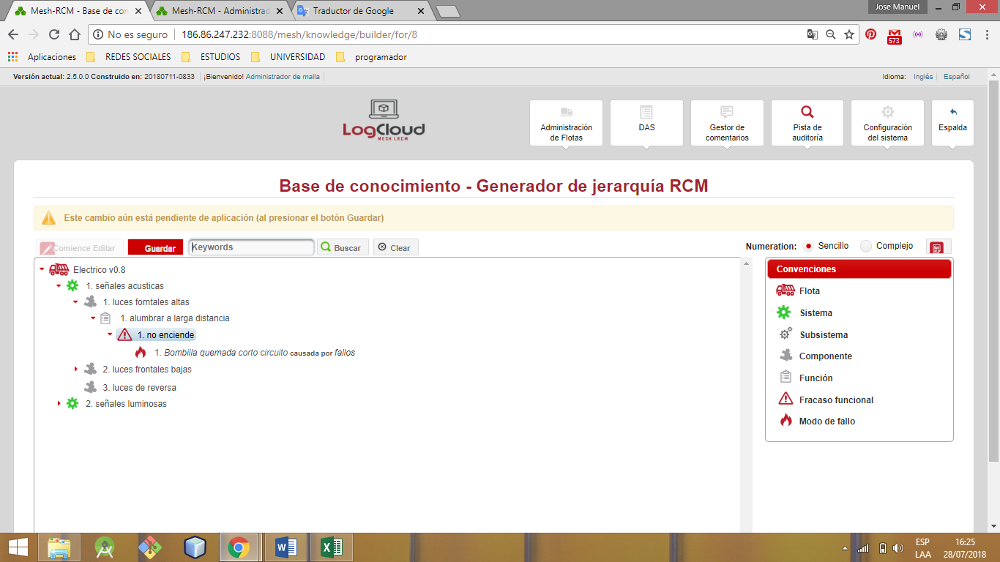 Jose Manuel
Mesh-RCM - Base de con
Mesh-RCM - Administrad
Traductor de Google
No es seguro 186.86.247.232:8088/mesh/knowledge/builder/for/8
573
Aplicaciones REDES SOCIALES ESTUDIOS UNIVERSIDAD programador
Versión actual: 2.5.0.0 Construido en: 20180711-0833 ¡Bienvenido! Administrador de malla
Idioma: Inglés Español
LogCloud
MESH LRCM
Administración
de Flotas
DAS
Gestor de
comentarios
Pista de
auditoría
Configuración
del sistema
Espalda
Base de conocimiento - Generador de jerarquía RCM
Este cambio aún está pendiente de aplicación (al presionar el botón Guardar)
Comience Editar Guardar Keywords Buscar Clear
Numeration: Sencillo Complejo
Electrico v0.8
1. señales acusticas
1. luces forntales altas
1. alumbrar a larga distancia
1. no enciende
1. Bombilla quemada corto circuito causada por fallos
2. luces frontales bajas
3. luces de reversa
2. señales luminosas
Convenciones
Flota
Sistema
Subsistema
Componente
Función
Fracaso funcional
Modo de fallo
ESP
LAA
16:25
28/07/2018